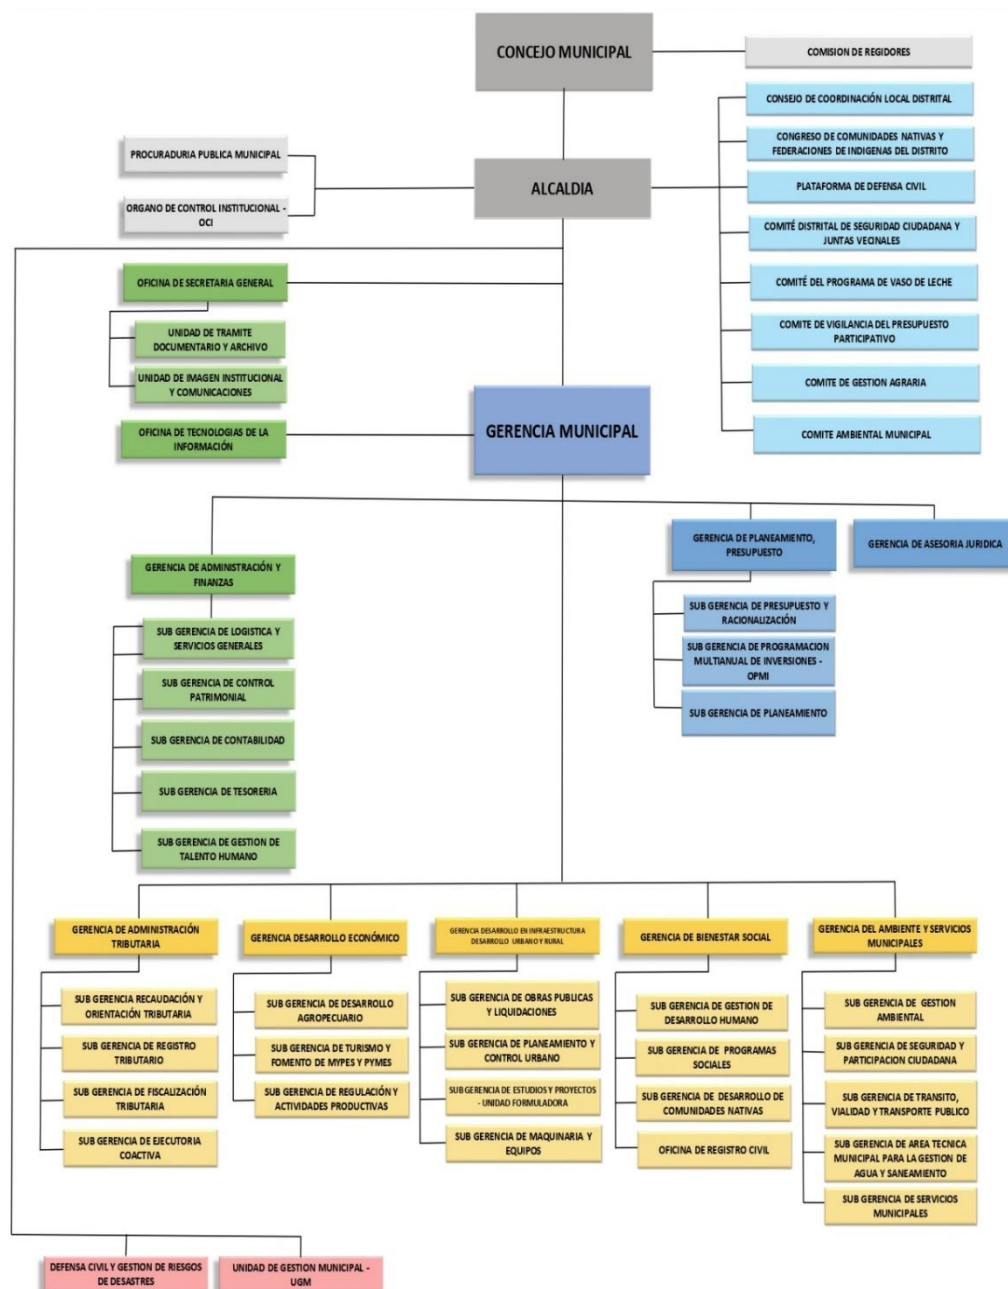 CONCEJO MUNICIPAL
COMISION DE REGIDORES
CONSEJO DE COORDINACIÓN LOCAL DISTRITAL
CONGRESO DE COMUNIDADES NATIVAS Y
FEDERACIONES DE INDIGENAS DEL DISTRITO
PROCURADURIA PUBLICA MUNICIPAL
ALCALDIA
PLATAFORMA DE DEFENSA CIVIL
ORGANO DE CONTROL INSTITUCIONAL -
OCI
COMITÉ DISTRITAL DE SEGURIDAD CIUDADANA Y
JUNTAS VECINALES
OFICINA DE SECRETARIA GENERAL
COMITÉ DEL PROGRAMA DE VASO DE LECHE
UNIDAD DE TRAMITE
DOCUMENTARIO Y ARCHIVO
COMITE DE VIGILANCIA DEL PRESUPUESTO
PARTICIPATIVO
UNIDAD DE IMAGEN INSTITUCIONAL
Y COMUNICACIONES
COMITE DE GESTION AGRARIA
OFICINA DE TECNOLOGIAS DE LA
INFORMACIÓN
GERENCIA MUNICIPAL
COMITE AMBIENTAL MUNICIPAL
GERENCIA DE ADMINISTRACIÓN Y
FINANZAS
GERENCIA DE PLANEAMIENTO,
PRESUPUESTO
GERENCIA DE ASESORIA JURIDICA
SUB GERENCIA DE LOGISTICA Y
SERVICIOS GENERALES
SUB GERENCIA DE CONTROL
PATRIMONIAL
SUB GERENCIA DE CONTABILIDAD
SUB GERENCIA DE TESORERIA
SUB GERENCIA DE GESTION DE
TALENTO HUMANO
SUB GERENCIA DE PRESUPUESTO Y
RACIONALIZACIÓN
SUB GERENCIA DE PROGRAMACION
MULTIANUAL DE INVERSIONES -
OPMI
SUB GERENCIA DE PLANEAMIENTO
GERENCIA DE ADMINISTRACIÓN
TRIBUTARIA
SUB GERENCIA RECAUDACIÓN Y
ORIENTACIÓN TRIBUTARIA
SUB GERENCIA DE REGISTRO
TRIBUTARIO
SUB GERENCIA DE FISCALIZACIÓN
TRIBUTARIA
SUB GERENCIA DE EJECUTORIA
COACTIVA
GERENCIA DESARROLLO ECONÓMICO
SUB GERENCIA DE DESARROLLO
AGROPECUARIO
SUB GERENCIA DE TURISMO Y
FOMENTO DE MYPES Y PYMES
SUB GERENCIA DE REGULACIÓN Y
ACTIVIDADES PRODUCTIVAS
GERENCIA DESARROLLO EN INFRAESTRUCTURA
DESARROLLO URBANO Y RURAL
SUB GERENCIA DE OBRAS PUBLICAS
Y LIQUIDACIONES
SUB GERENCIA DE PLANEAMIENTO Y
CONTROL URBANO
SUB GERENCIA DE ESTUDIOS Y PROYECTOS
- UNIDAD FORMULADORA
SUB GERENCIA DE MAQUINARIA Y
EQUIPOS
GERENCIA DE BIENESTAR SOCIAL
SUB GERENCIA DE GESTION DE
DESARROLLO HUMANO
SUB GERENCIA DE PROGRAMAS
SOCIALES
SUB GERENCIA DE DESARROLLO DE
COMUNIDADES NATIVAS
OFICINA DE REGISTRO CIVIL
GERENCIA DEL AMBIENTE Y SERVICIOS
MUNICIPALES
SUB GERENCIA DE GESTION
AMBIENTAL
SUB GERENCIA DE SEGURIDAD Y
PARTICIPACION CIUDADANA
SUB GERENCIA DE TRANSITO,
VIALIDAD Y TRANSPORTE PUBLICO
SUB GERENCIA DE AREA TECNICA
MUNICIPAL PARA LA GESTION DE
AGUA Y SANEAMIENTO
SUB GERENCIA DE SERVICIOS
MUNICIPALES
DEFENSA CIVIL Y GESTION DE RIESGOS
DE DESASTRES
UNIDAD DE GESTION MUNICIPAL -
UGM